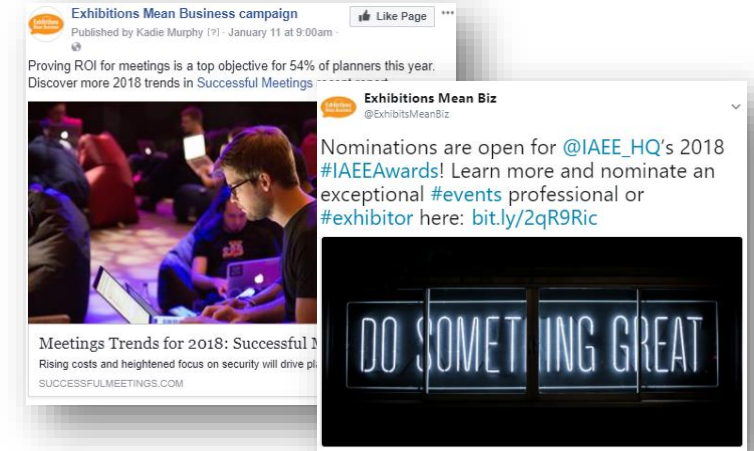 Exhibitions Mean Business campaign
Like Page
Published by Kadie Murphy [?] · January 11 at 9:00am ·
Proving ROI for meetings is a top objective for 54% of planners this year.
Discover more 2018 trends in Successful Meetings recent report
Meetings Trends for 2018: Successful
Rising costs and heightened focus on security will drive
SUCCESSFULMEETINGS.COM
Exhibitions Mean Biz
@ExhibitsMeanBiz
Nominations are open for @IAEE_HQ's 2018
#IAEEAwards! Learn more and nominate an
exceptional #events professional or
#exhibitor here: bit.ly/2qR9Ric
DO SOMETHING GREAT